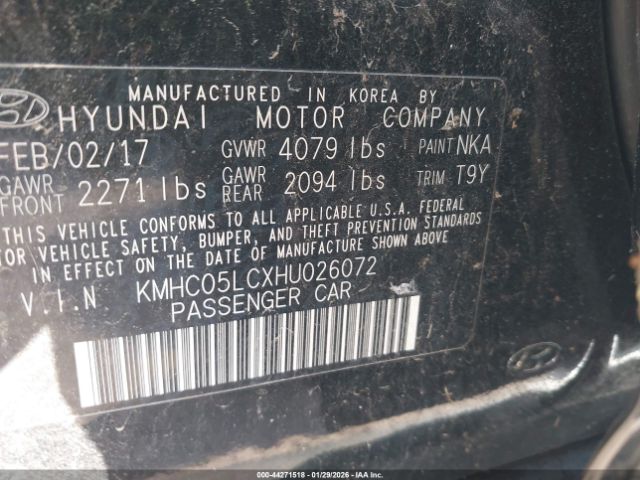 MANUFACTURED IN KOREA BY
HYUNDAI MOTOR COMPANY
FEB/02/17 GVWR 4079 lbs PAINT NKA
GAWR FRONT 2271 lbs GAWR REAR 2094 lbs TRIM T9Y
THIS VEHICLE CONFORMS TO ALL APPLICABLE U.S.A. FEDERAL
MOTOR VEHICLE SAFETY, BUMPER, AND THEFT PREVENTION STANDARDS
IN EFFECT ON THE DATE OF MANUFACTURE SHOWN ABOVE
V.I.N KMHC05LCXHU026072
PASSENGER CAR
000-44271518 | 01/29/2026 - IAAI.COM